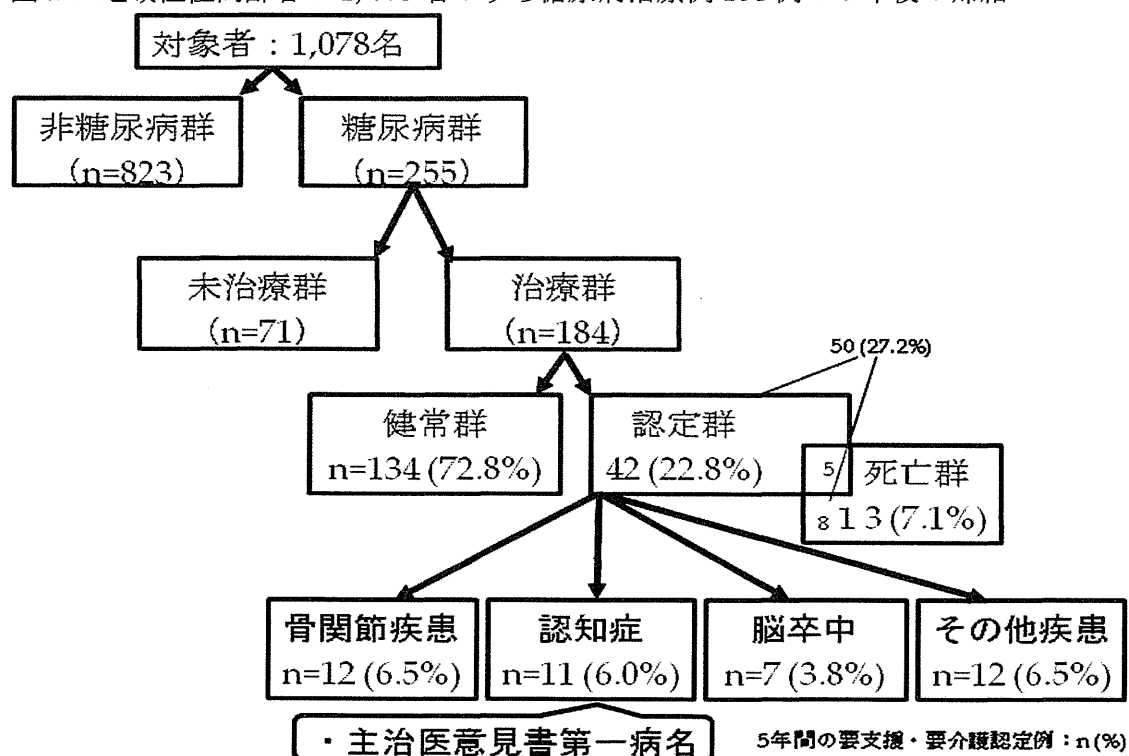 対象者：1,078名
非糖尿病群
(n=823)
糖尿病群
(n=255)
未治療群
(n=71)
治療群
(n=184)
50(27.2%)
健常群
n=134(72.8%)
認定群
42(22.8%)
5
死亡群
8
13(7.1%)
骨関節疾患
n=12(6.5%)
認知症
n=11(6.0%)
脳卒中
n=7(3.8%)
その他疾患
n=12(6.5%)
・主治医意見書第一病名
5年間の要支援・要介護認定例：n(%)